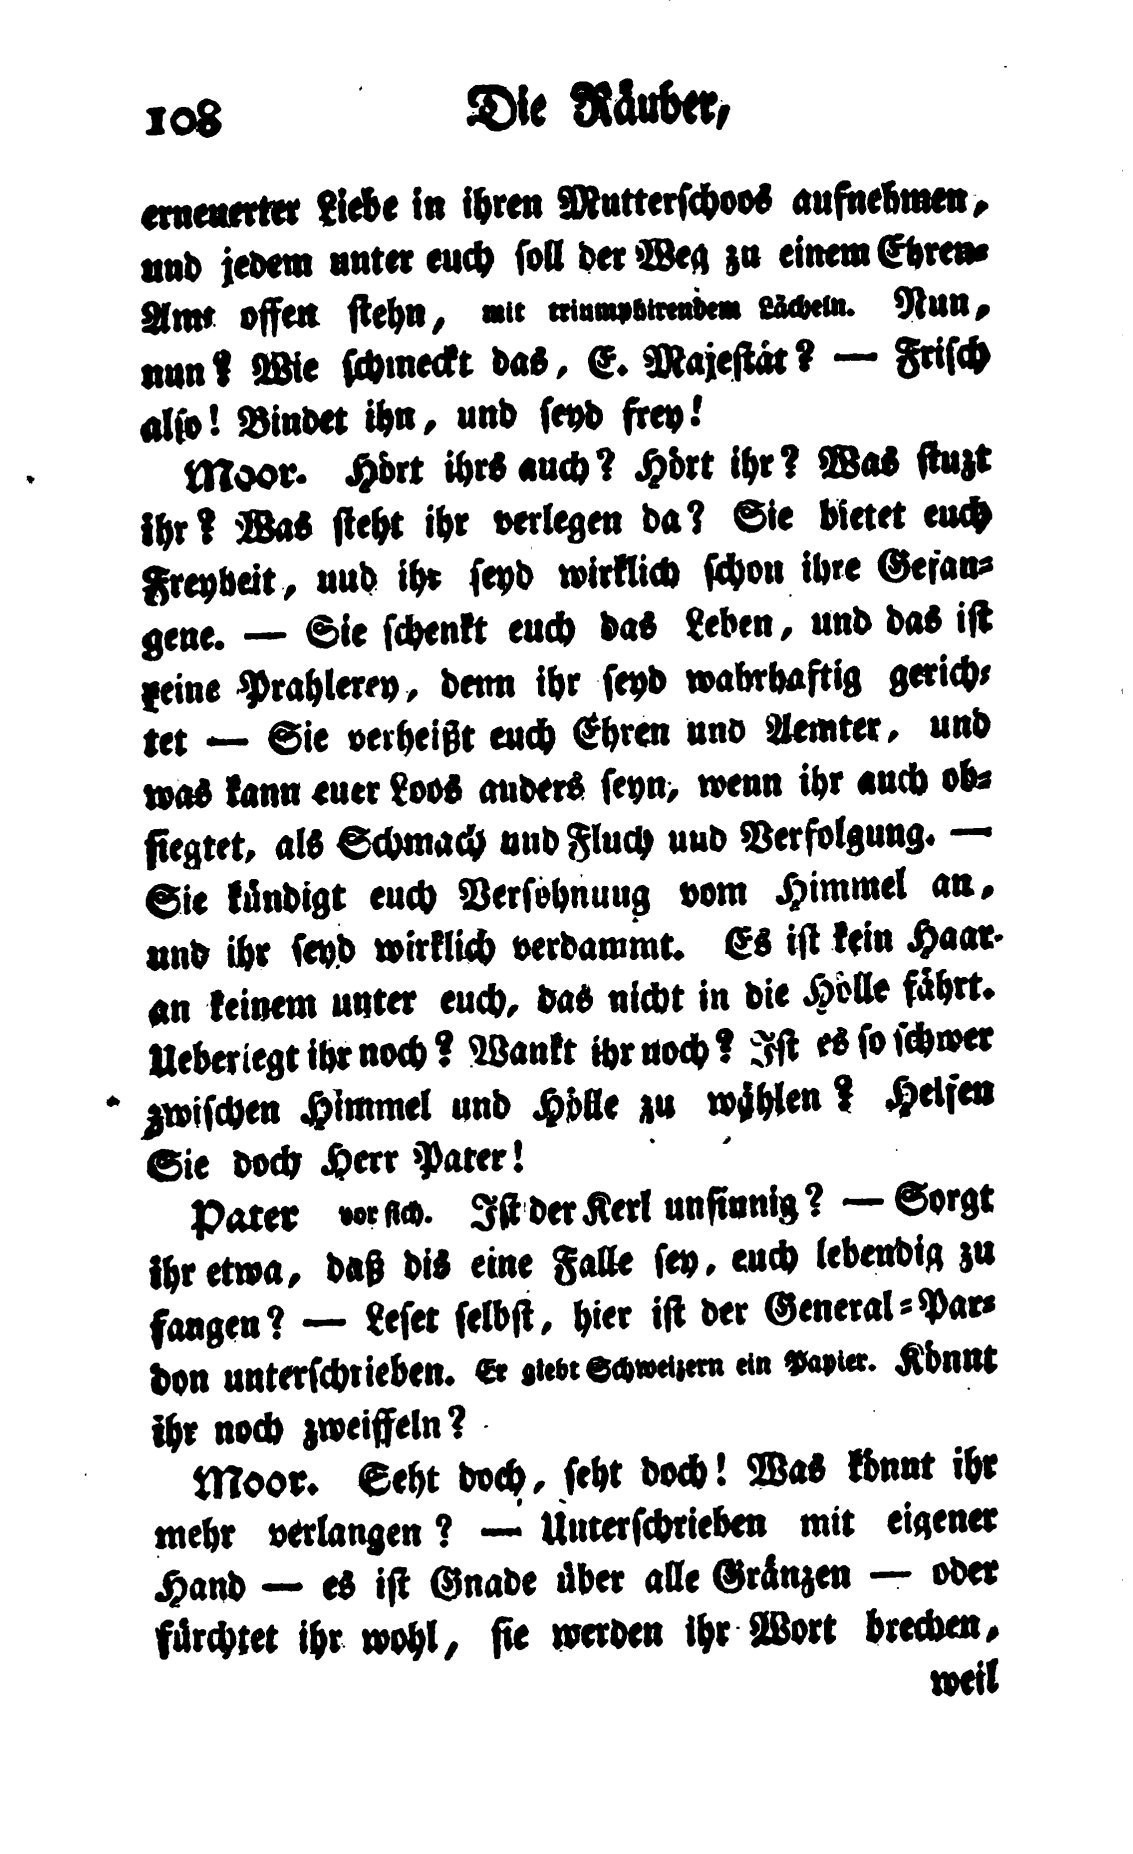 108 Die Räuber,
erneuerter Liebe in ihren Mutterschoos aufnehmen,
und jedem unter euch soll der Weg zu einem Ehren-
Amt offen stehn, mit triumphirendem Lächeln. Nun,
nun? Wie schmeckt das, E. Majestät? — Frisch
also! Bindet ihn, und seyd frey!
Moor. Hört ihrs auch? Hört ihr? Was stuzt
ihr? Was steht ihr verlegen da? Sie bietet euch
Freyheit, und ihr seyd wirklich schon ihre Gefan-
gene. — Sie schenkt euch das Leben, und das ist
keine Prahlerey, denn ihr seyd wahrhaftig gerich-
tet — Sie verheißt euch Ehren und Aemter, und
was kann euer Loos anders seyn, wenn ihr auch ob-
siegtet, als Schmach und Fluch und Verfolgung. —
Sie kündigt euch Versöhnung vom Himmel an,
und ihr seyd wirklich verdammt. Es ist kein Haar
an keinem unter euch, das nicht in die Hölle fährt.
Ueberlegt ihr noch? Wankt ihr noch? Ist es so schwer
zwischen Himmel und Hölle zu wählen? Helfen
Sie doch Herr Pater!
Pater vor sich. Ist der Kerl unsinnig? — Sorgt
ihr etwa, daß dis eine Falle sey, euch lebendig zu
fangen? — Leset selbst, hier ist der General-Par-
don unterschrieben. Er giebt Schweizern ein Papier. Könnt
ihr noch zweiffeln?
Moor. Seht doch, seht doch! Was könnt ihr
mehr verlangen? — Unterschrieben mit eigener
Hand — es ist Gnade über alle Gränzen — oder
fürchtet ihr wohl, sie werden ihr Wort brechen,
weil